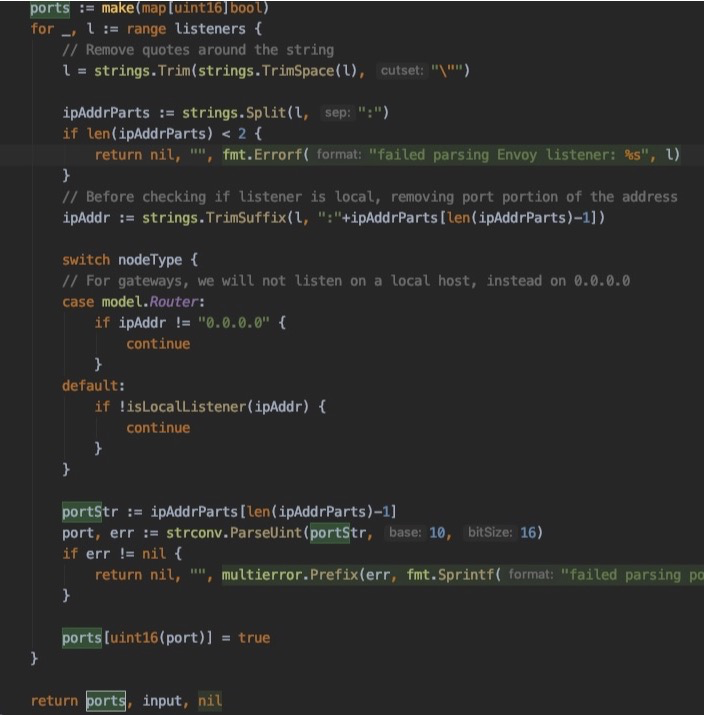 ports := make(map[uint16]bool)
for _, l := range listeners {
// Remove quotes around the string
l = strings.Trim(strings.TrimSpace(l), cutset: "\"")
ipAddrParts := strings.Split(l, sep: ":")
if len(ipAddrParts) < 2 {
return nil, "", fmt.Errorf( format: "failed parsing Envoy listener: %s", l)
}
// Before checking if listener is local, removing port portion of the address
ipAddr := strings.TrimSuffix(l, ":"+ipAddrParts[len(ipAddrParts)-1])
switch nodeType {
// For gateways, we will not listen on a local host, instead on 0.0.0.0
case model.Router:
if ipAddr != "0.0.0.0" {
continue
}
default:
if !isLocalListener(ipAddr) {
continue
}
}
portStr := ipAddrParts[len(ipAddrParts)-1]
port, err := strconv.ParseUint(portStr, base: 10, bitSize: 16)
if err != nil {
return nil, "", multierror.Prefix(err, fmt.Sprintf( format: "failed parsing po
}
ports[uint16(port)] = true
}
return ports, input, nil